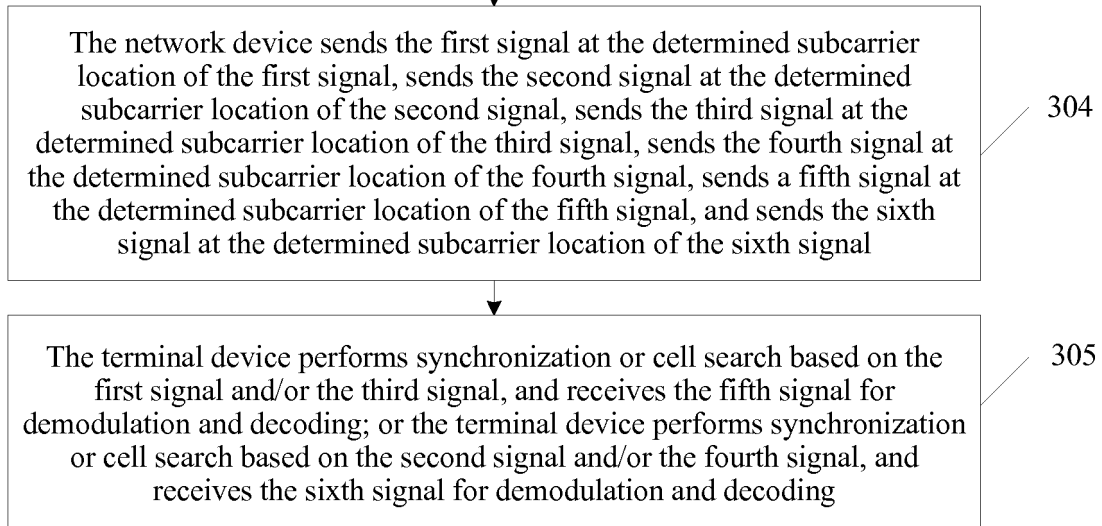 The network device sends the first signal at the determined subcarrier
location of the first signal, sends the second signal at the determined
subcarrier location of the second signal, sends the third signal at the
determined subcarrier location of the third signal, sends the fourth signal at
the determined subcarrier location of the fourth signal, sends a fifth signal at
the determined subcarrier location of the fifth signal, and sends the sixth
signal at the determined subcarrier location of the sixth signal
304
The terminal device performs synchronization or cell search based on the
first signal and/or the third signal, and receives the fifth signal for
demodulation and decoding; or the terminal device performs synchronization
or cell search based on the second signal and/or the fourth signal, and
receives the sixth signal for demodulation and decoding
305